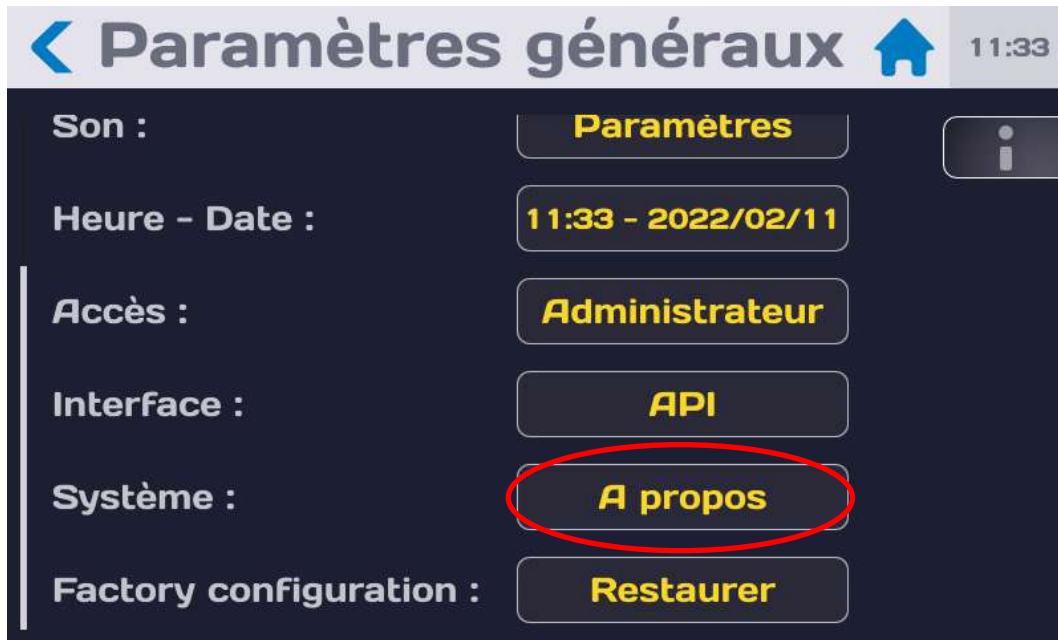 Paramètres généraux 11:33
Son : Paramètres
Heure - Date : 11:33 - 2022/02/11
Accès : Administrateur
Interface : API
Système : A propos
Factory configuration : Restaurer